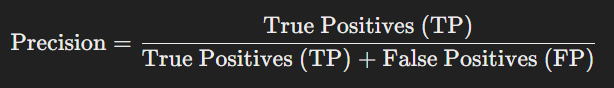 Precision = True Positives (TP) / True Positives (TP) + False Positives (FP)